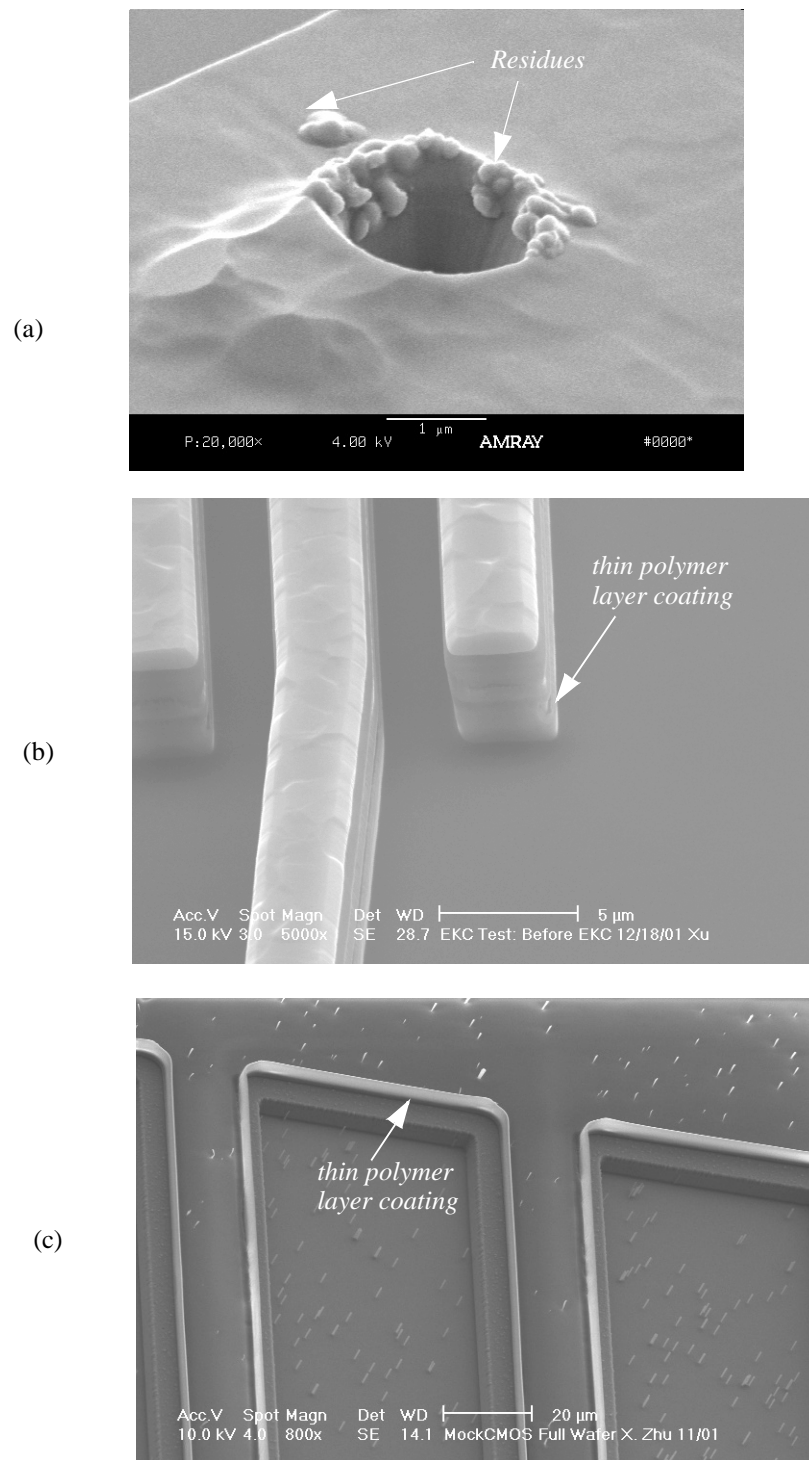 Residues
(a)
1 µm
P:20,000× 4.00 kV AMRAY #0000*
thin polymer
layer coating
(b)
Acc.V Spot Magn Det WD 5 µm
15.0 kV 3.0 5000x SE 28.7 EKC Test: Before EKC 12/18/01 Xu
thin polymer
layer coating
(c)
Acc.V Spot Magn Det WD 20 µm
10.0 kV 4.0 800x SE 14.1 MockCMOS Full Wafer X. Zhu 11/01